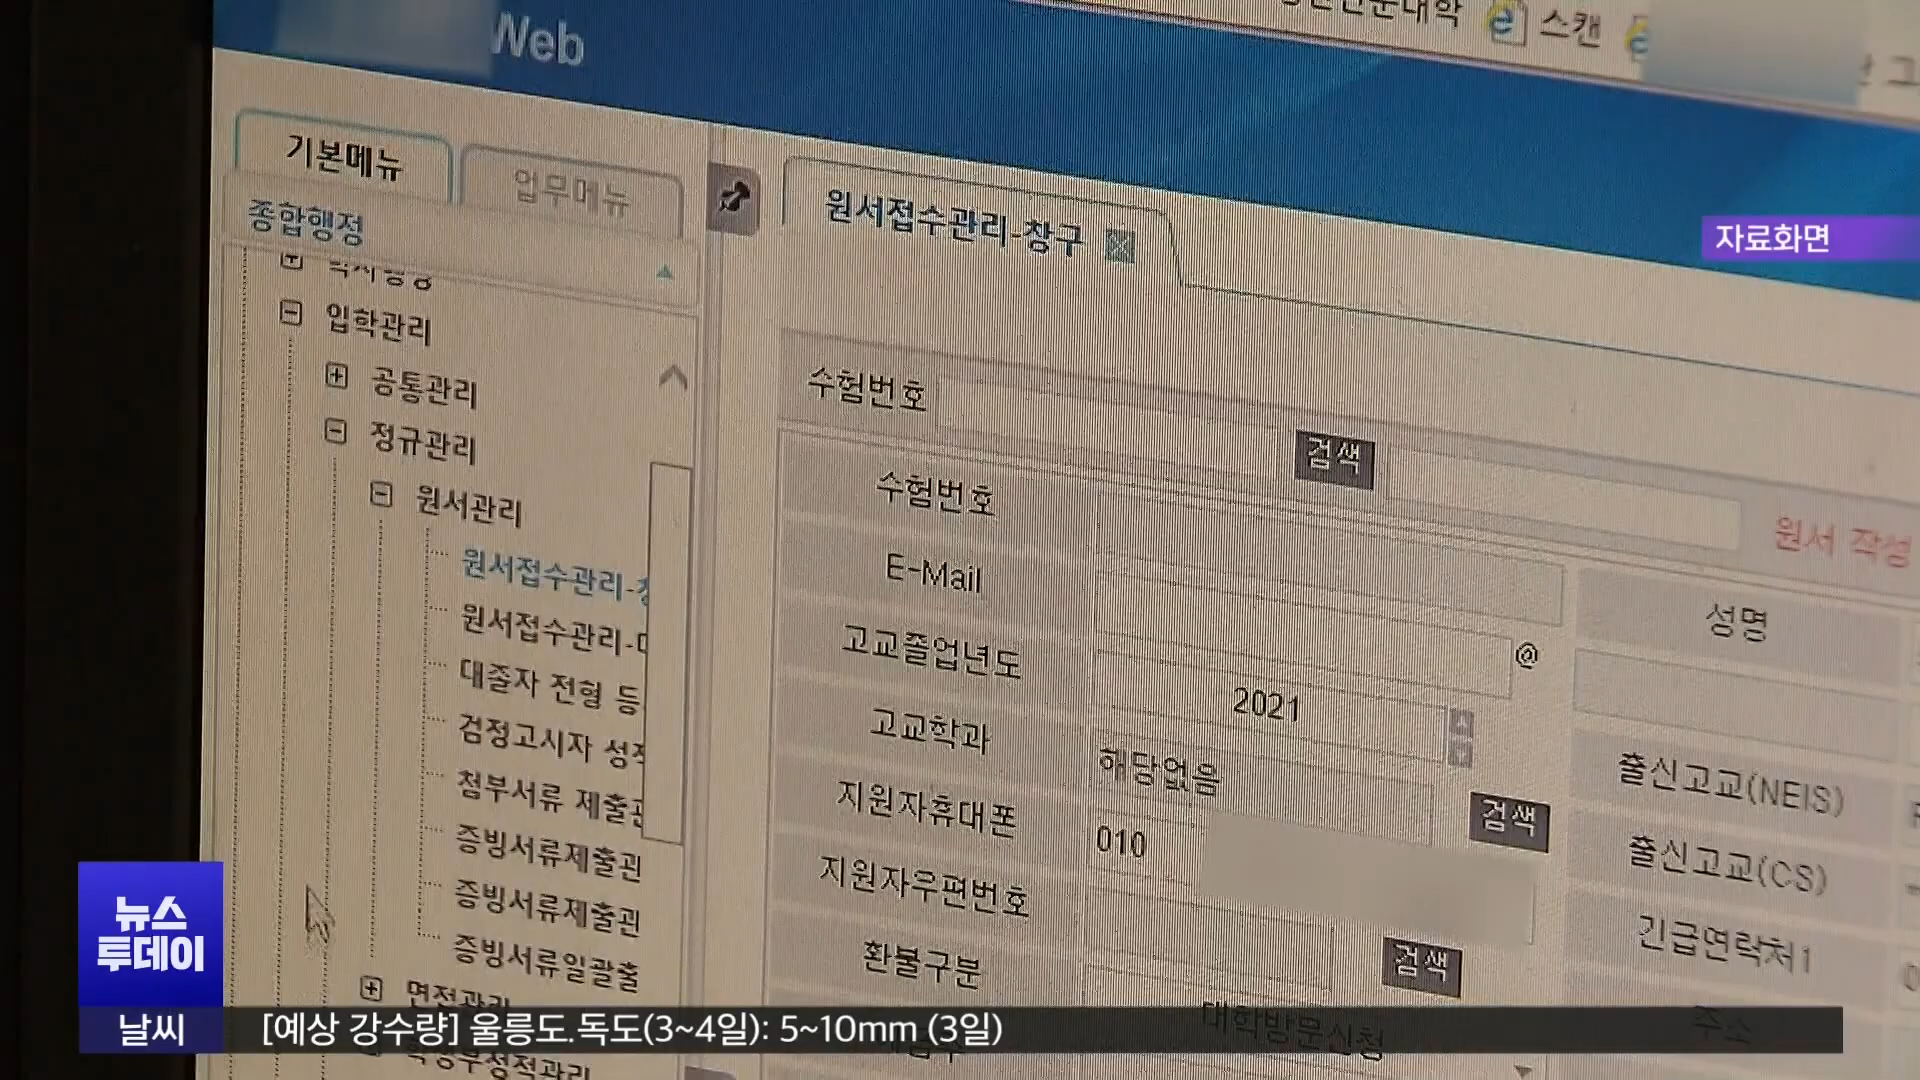 Web
스캔
기본메뉴
업무메뉴
종합행정
입학관리
공통관리
정규관리
원서관리
원서접수관리-
원서접수관리-
대졸자 전형 등
검정고시자
첨부서류
증빙서류제출관
증빙서류제출관
증빙서류일괄출
면접관리
원서접수관리-창구
수험번호
검색
원서 작성
수험번호
E-Mail
@
성명
고교졸업년도
2021
고교학과
해당없음
검색
출신고교(NEIS)
지원자휴대폰
010
출신고교(CS)
지원자우편번호
검색
긴급연락처1
환불구분
대학방문신청
주소
자료화면
뉴스
투데이
날씨
[예상 강수량] 울릉도.독도(3~4일): 5~10mm (3일)